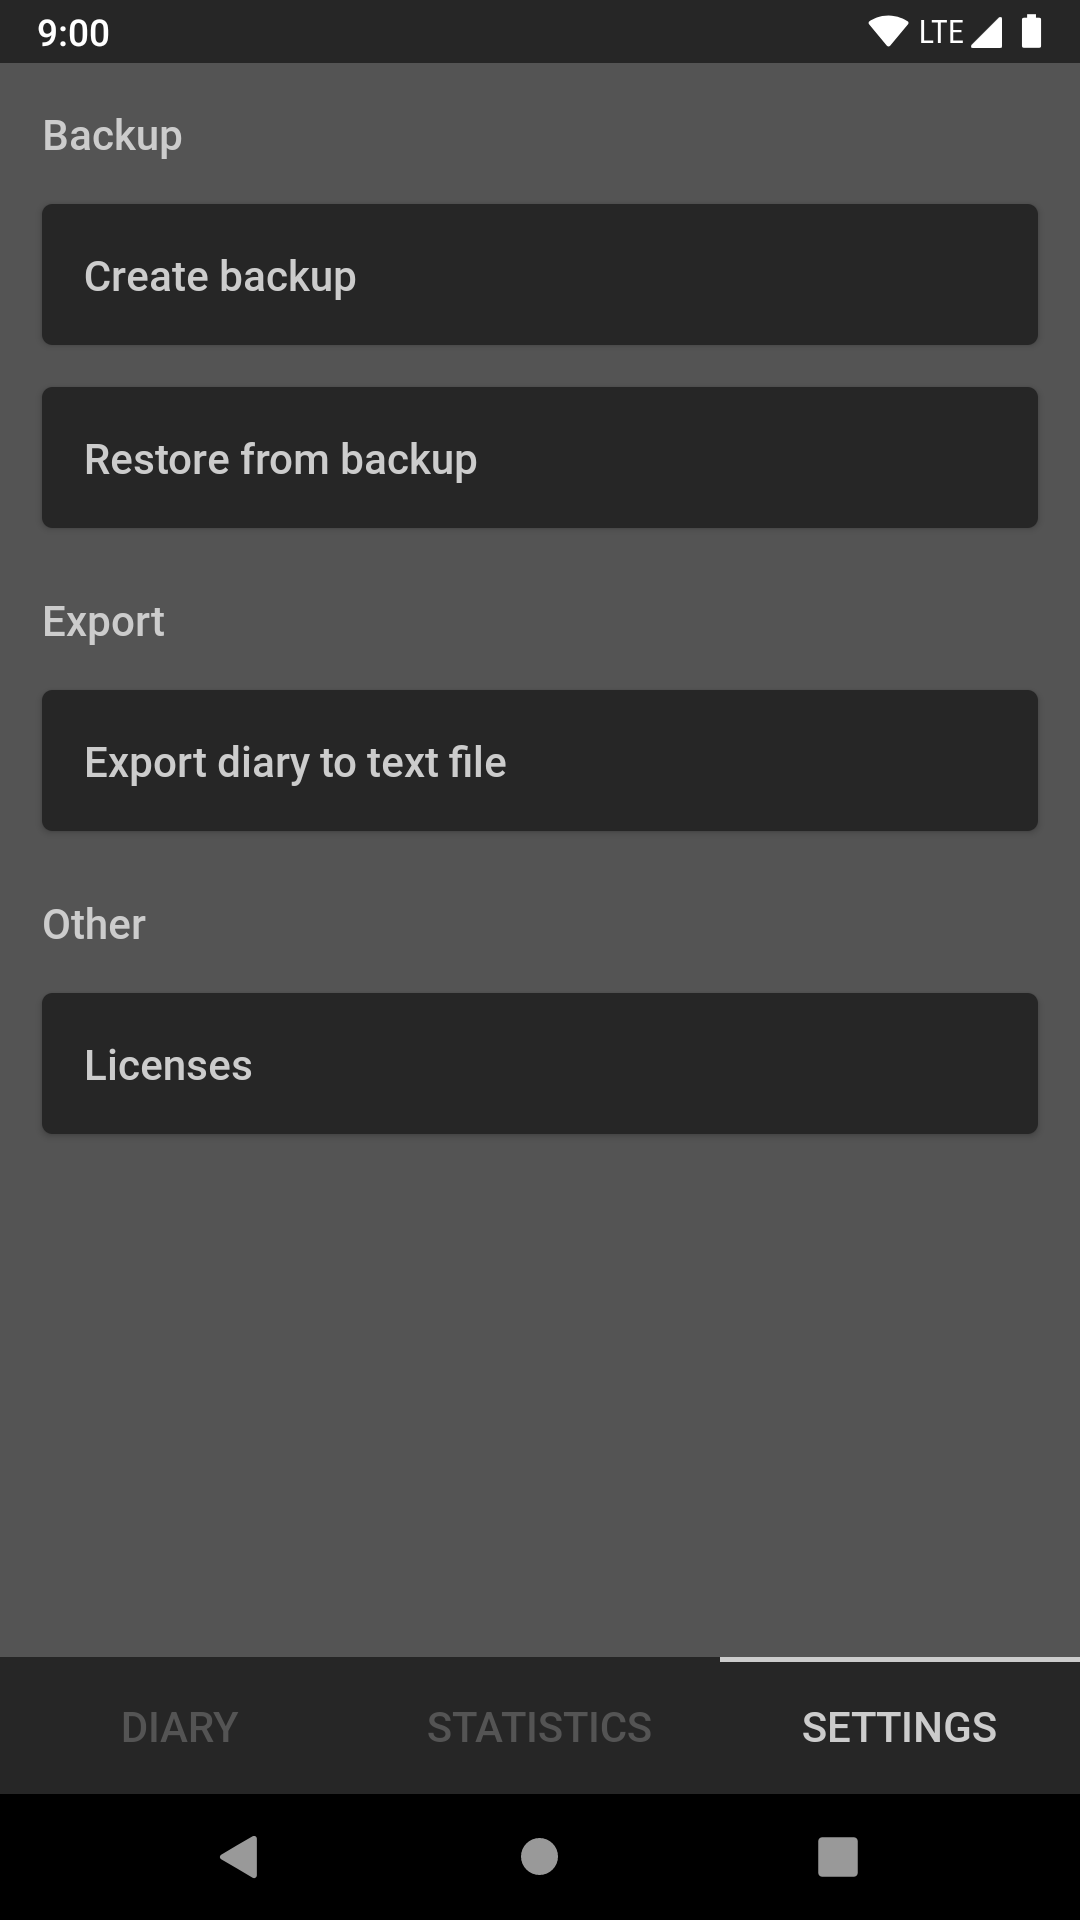 9:00
LTE
Backup
Create backup
Restore from backup
Export
Export diary to text file
Other
Licenses
DIARY
STATISTICS
SETTINGS